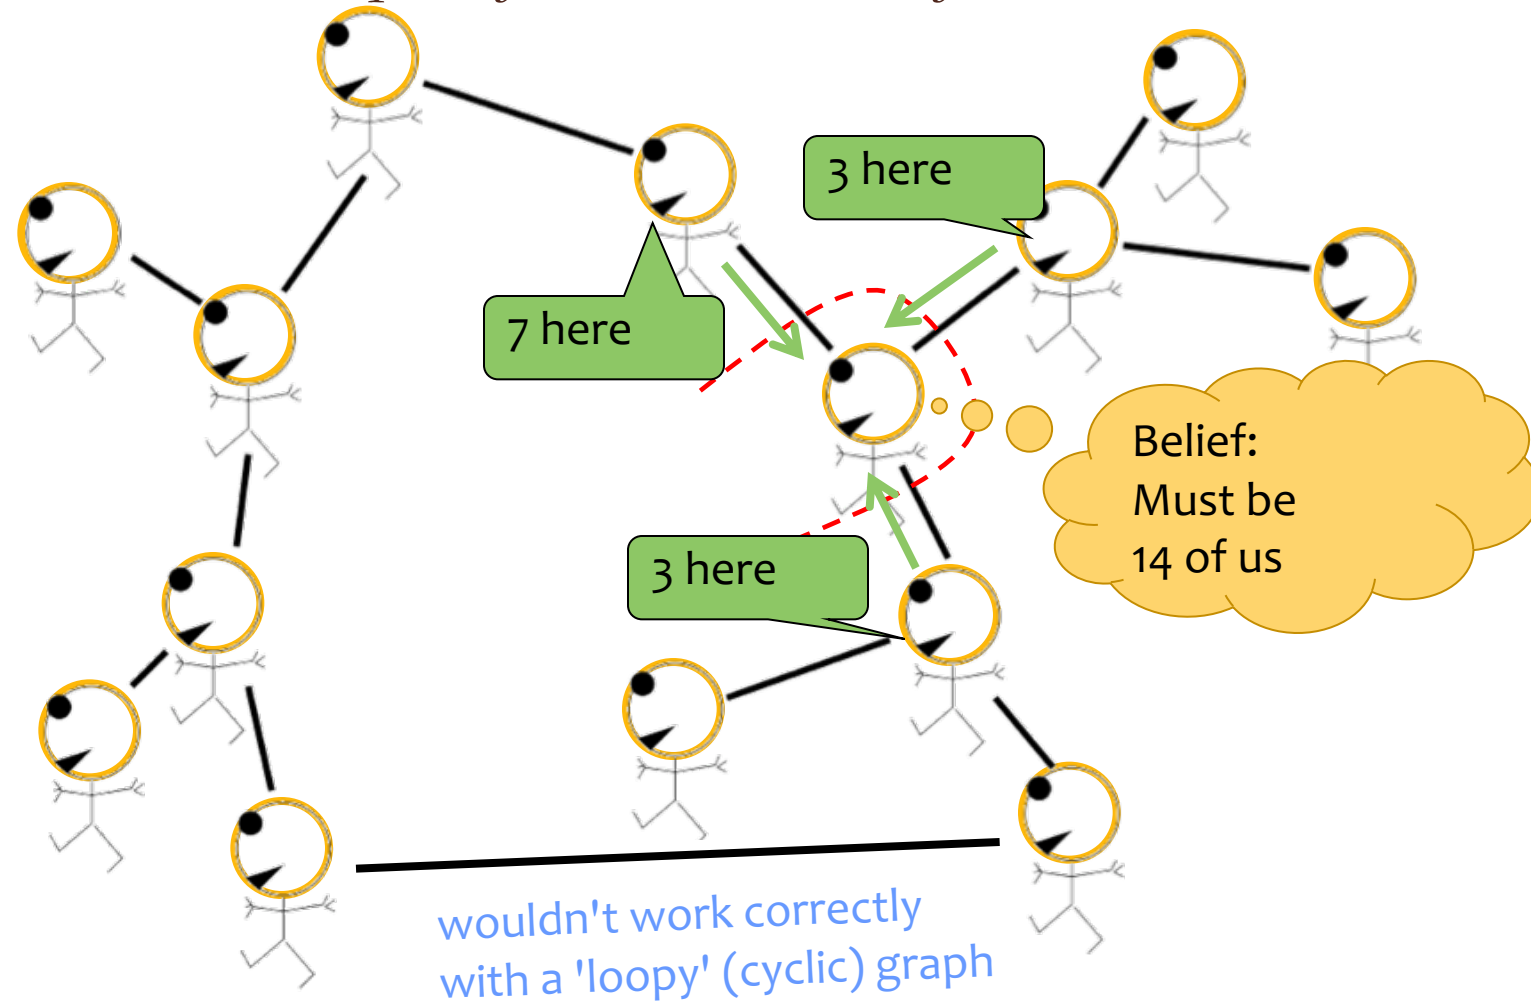 3 here
7 here
Belief:
Must be
14 of us
3 here
wouldn't work correctly
with a 'loopy' (cyclic) graph